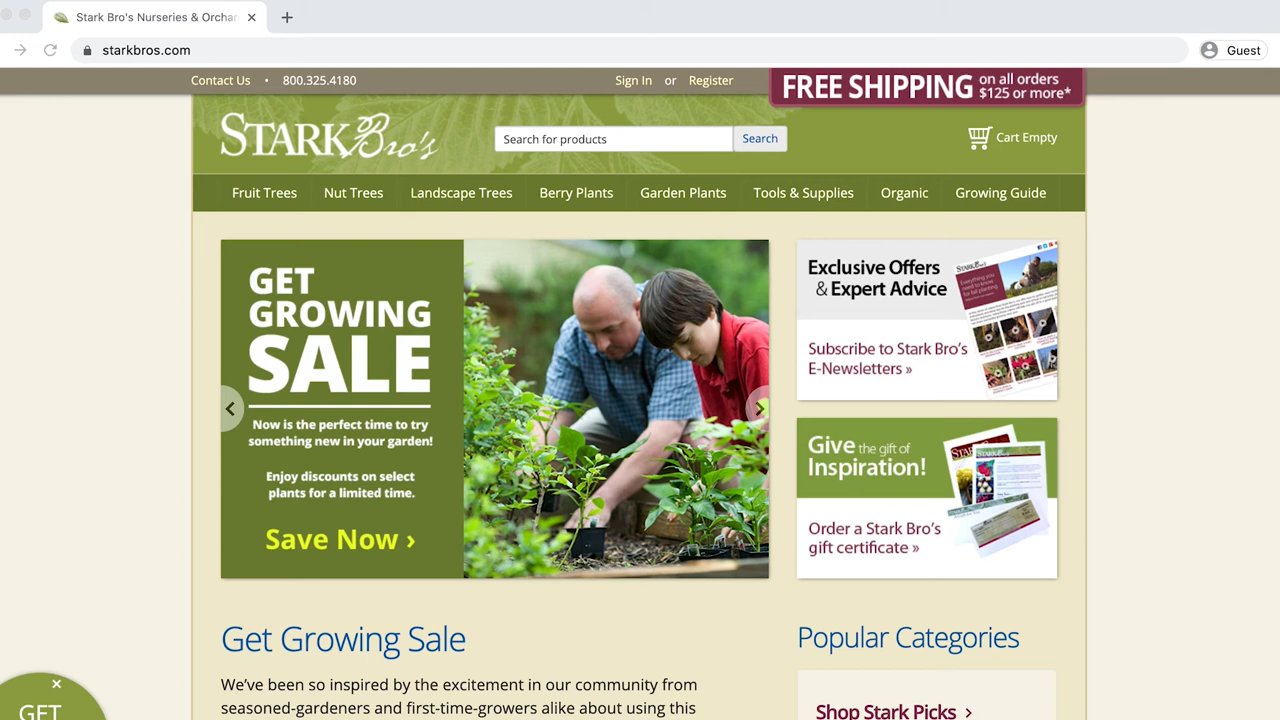 Stark Bro's Nurseries & Orchar
starkbros.com
Guest
Contact Us • 800.325.4180
Sign In or Register
FREE SHIPPING on all orders
$125 or more*
STARK Bro's
Search for products
Search
Cart Empty
Fruit Trees
Nut Trees
Landscape Trees
Berry Plants
Garden Plants
Tools & Supplies
Organic
Growing Guide
GET
GROWING
SALE
Now is the perfect time to try
something new in your garden!
Enjoy discounts on select
plants for a limited time.
Save Now ›
Exclusive Offers
& Expert Advice
Subscribe to Stark Bro's
E-Newsletters »
Give the gift of
Inspiration!
Order a Stark Bro's
gift certificate »
Get Growing Sale
We've been so inspired by the excitement in our community from
seasoned-gardeners and first-time-growers alike about using this
Popular Categories
Shop Stark Picks ›
GET